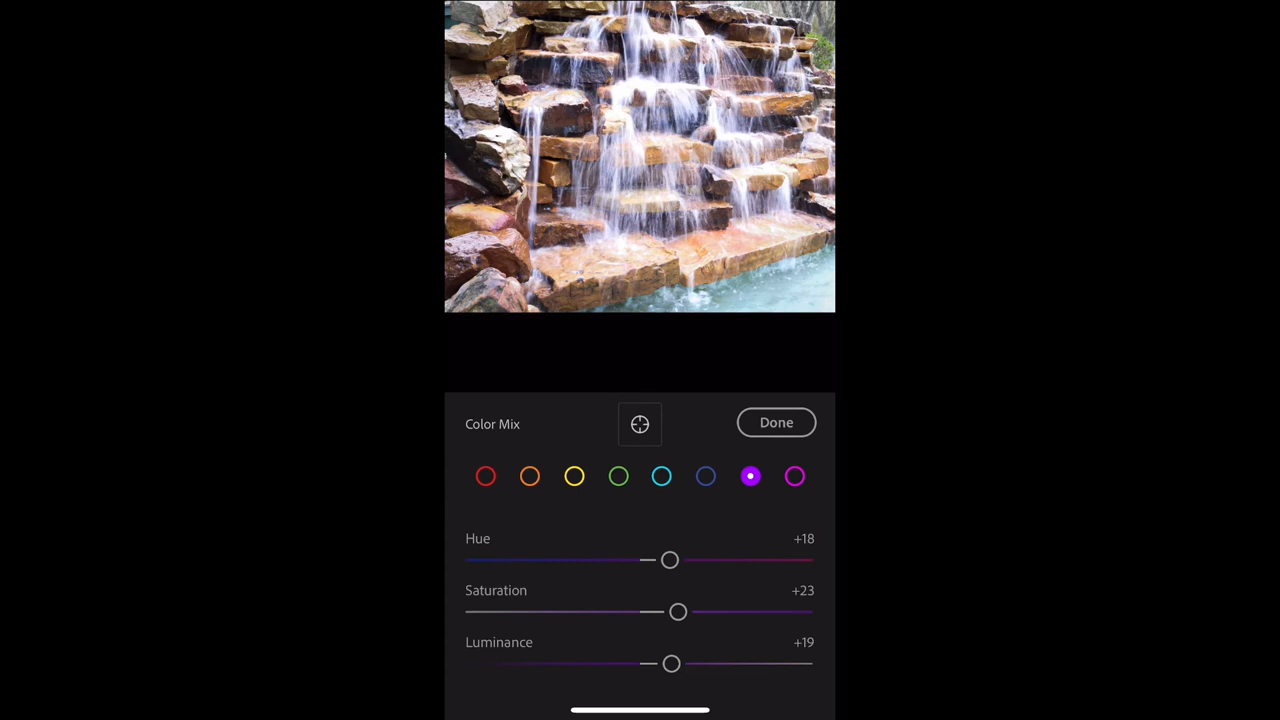 Color Mix
Done
Hue +18
Saturation +23
Luminance +19